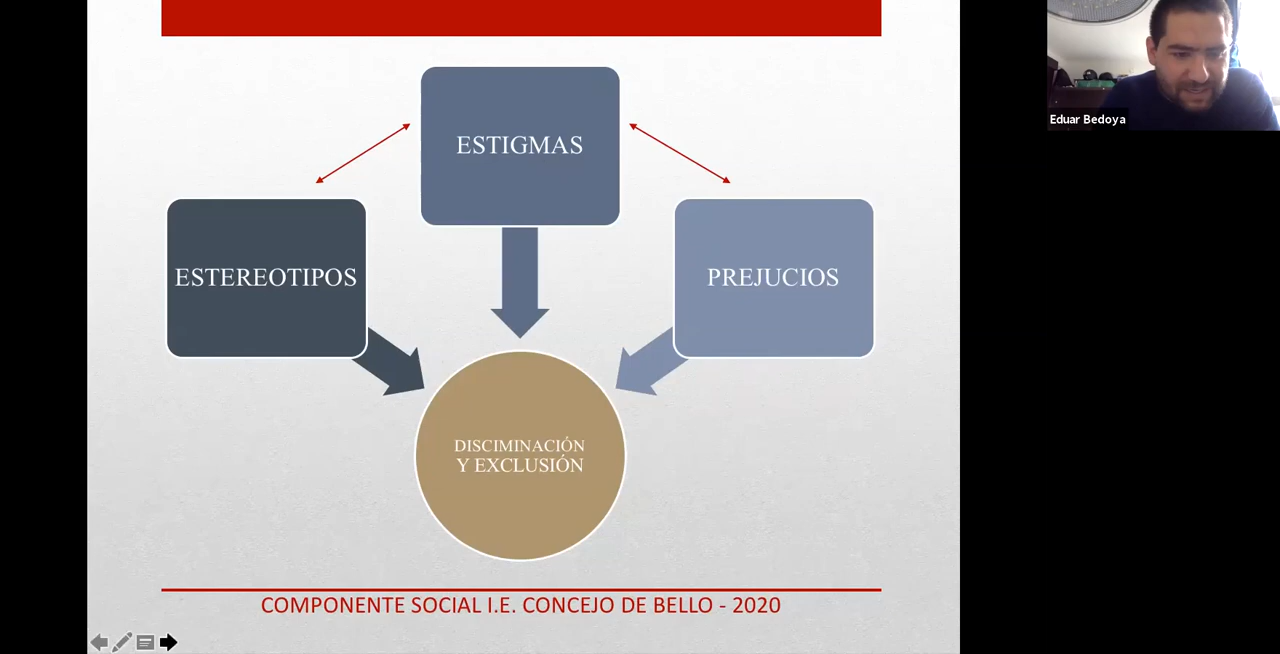 ESTIGMAS
Eduar Bedoya
ESTEREOTIPOS
PREJUCIOS
DISCIMINACIÓN
Y EXCLUSIÓN
COMPONENTE SOCIAL I.E. CONCEJO DE BELLO - 2020